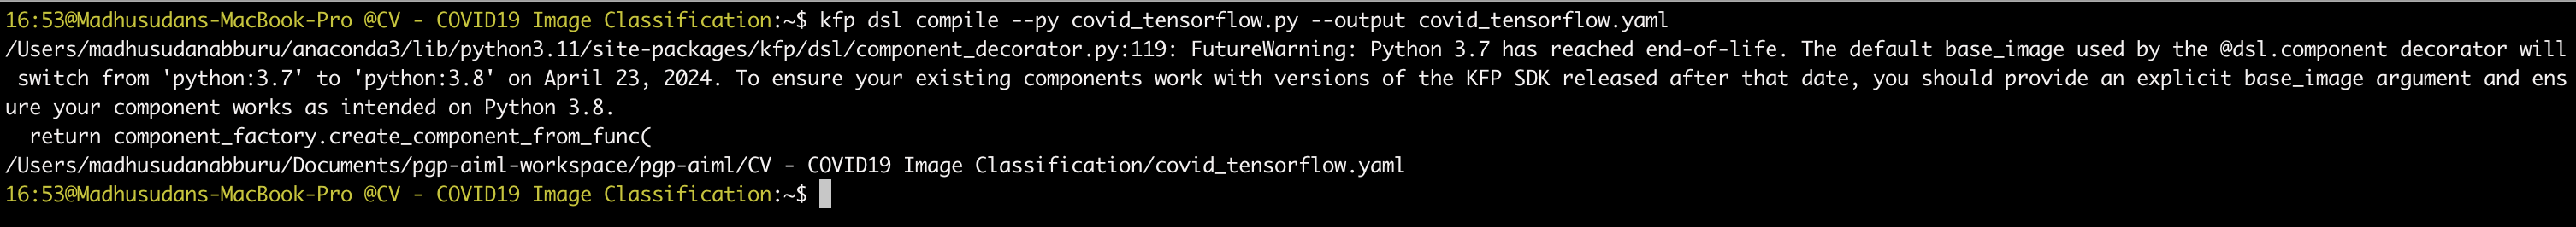 16:53@Madhusudans-MacBook-Pro @CV - COVID19 Image Classification:~$ kfp dsl compile --py covid_tensorflow.py --output covid_tensorflow.yaml
/Users/madhusudanabburu/anaconda3/lib/python3.11/site-packages/kfp/dsl/component_decorator.py:119: FutureWarning: Python 3.7 has reached end-of-life. The default base_image used by the @dsl.component decorator will
 switch from 'python:3.7' to 'python:3.8' on April 23, 2024. To ensure your existing components work with versions of the KFP SDK released after that date, you should provide an explicit base_image argument and ens
ure your component works as intended on Python 3.8.
  return component_factory.create_component_from_func(
/Users/madhusudanabburu/Documents/pgp-aiml-workspace/pgp-aiml/CV - COVID19 Image Classification/covid_tensorflow.yaml
16:53@Madhusudans-MacBook-Pro @CV - COVID19 Image Classification:~$